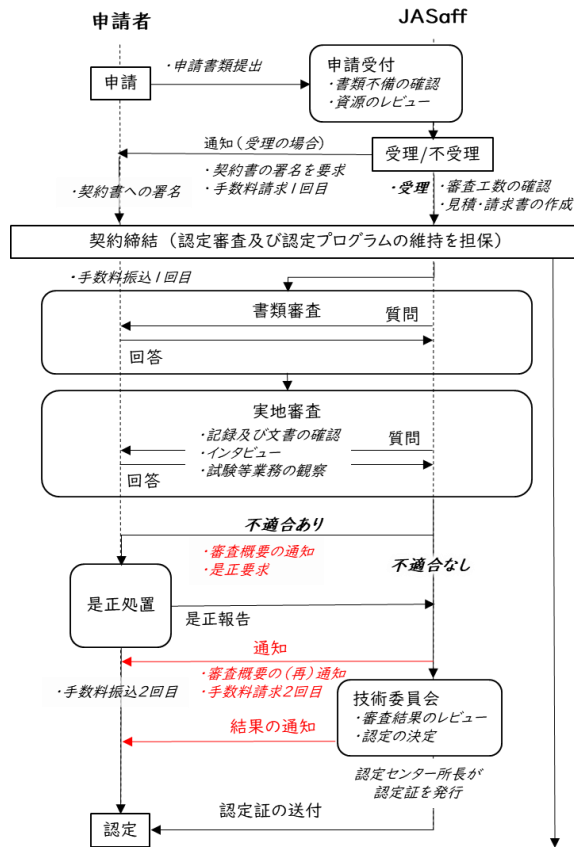 申請者
JASaff
・申請書類提出
申請
申請受付
・書類不備の確認
・資源のレビュー
通知(受理の場合)
受理/不受理
・契約書の署名を要求
・手数料請求1回目
・契約書への署名
・受理
・審査工数の確認
・見積・請求書の作成
契約締結 (認定審査及び認定プログラムの維持を担保)
・手数料振込1回目
書類審査
質問
回答
実地審査
・記録及び文書の確認
質問
・インタビュー
・試験等業務の観察
回答
不適合あり
・審査概要の通知
・是正要求
不適合なし
是正処置
是正報告
通知
・審査概要の(再)通知
・手数料請求2回目
・手数料振込2回目
技術委員会
・審査結果のレビュー
・認定の決定
結果の通知
認定センター所長が
認定証を発行
認定証の送付
認定